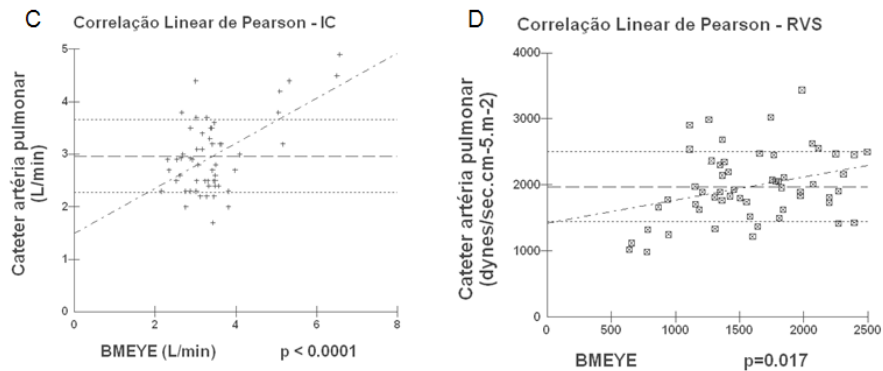 C
Correlação Linear de Pearson - IC
Cateter artéria pulmonar
(L/min)
5
4
3
2
1
0
0
2
4
6
8
BMEYE (L/min)
p < 0.0001
D
Correlação Linear de Pearson - RVS
Cateter artéria pulmonar
(dynes/sec.cm-5.m-2)
4000
3000
2000
1000
0
0
500
1000
1500
2000
2500
BMEYE
p=0.017